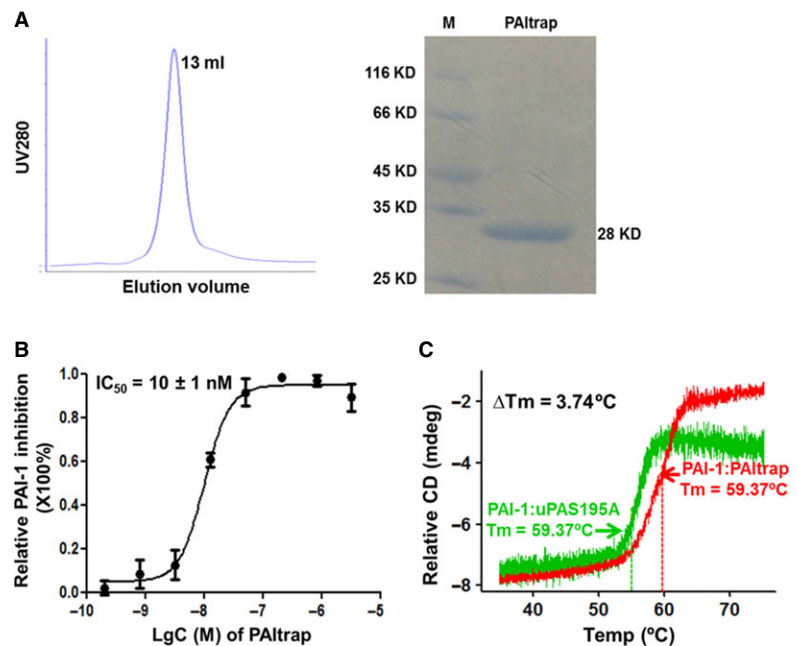 A
UV280
13 ml
Elution volume
M PAItrap
116 KD
66 KD
45 KD
35 KD
28 KD
25 KD
B
Relative PAI-1 inhibition
(X100%)
IC50 = 10 ± 1 nM
1.0
0.8
0.6
0.4
0.2
0.0
–10 –9 –8 –7 –6 –5
LgC (M) of PAItrap
C
Relative CD (mdeg)
ΔTm = 3.74ºC
–2
–4
–6
–8
PAI-1:PAItrap
Tm = 59.37ºC
PAI-1:uPAS195A
Tm = 59.37ºC
40 50 60 70
Temp (ºC)